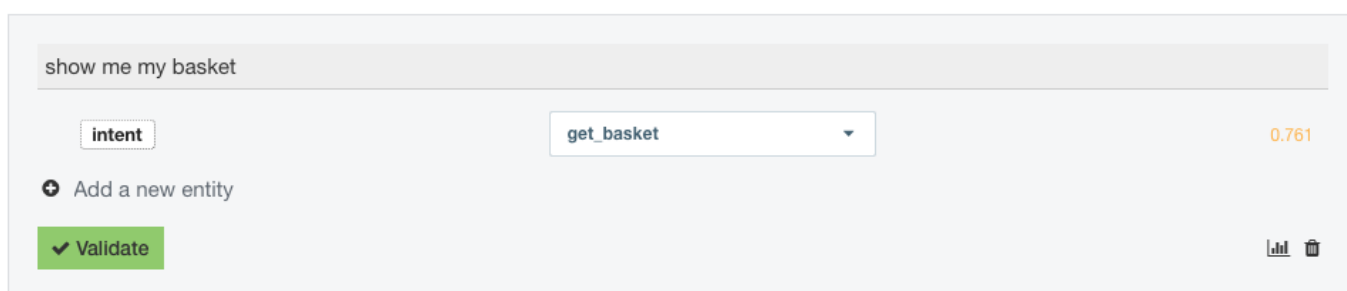 show me my basket
intent get_basket 0.761
Add a new entity
Validate